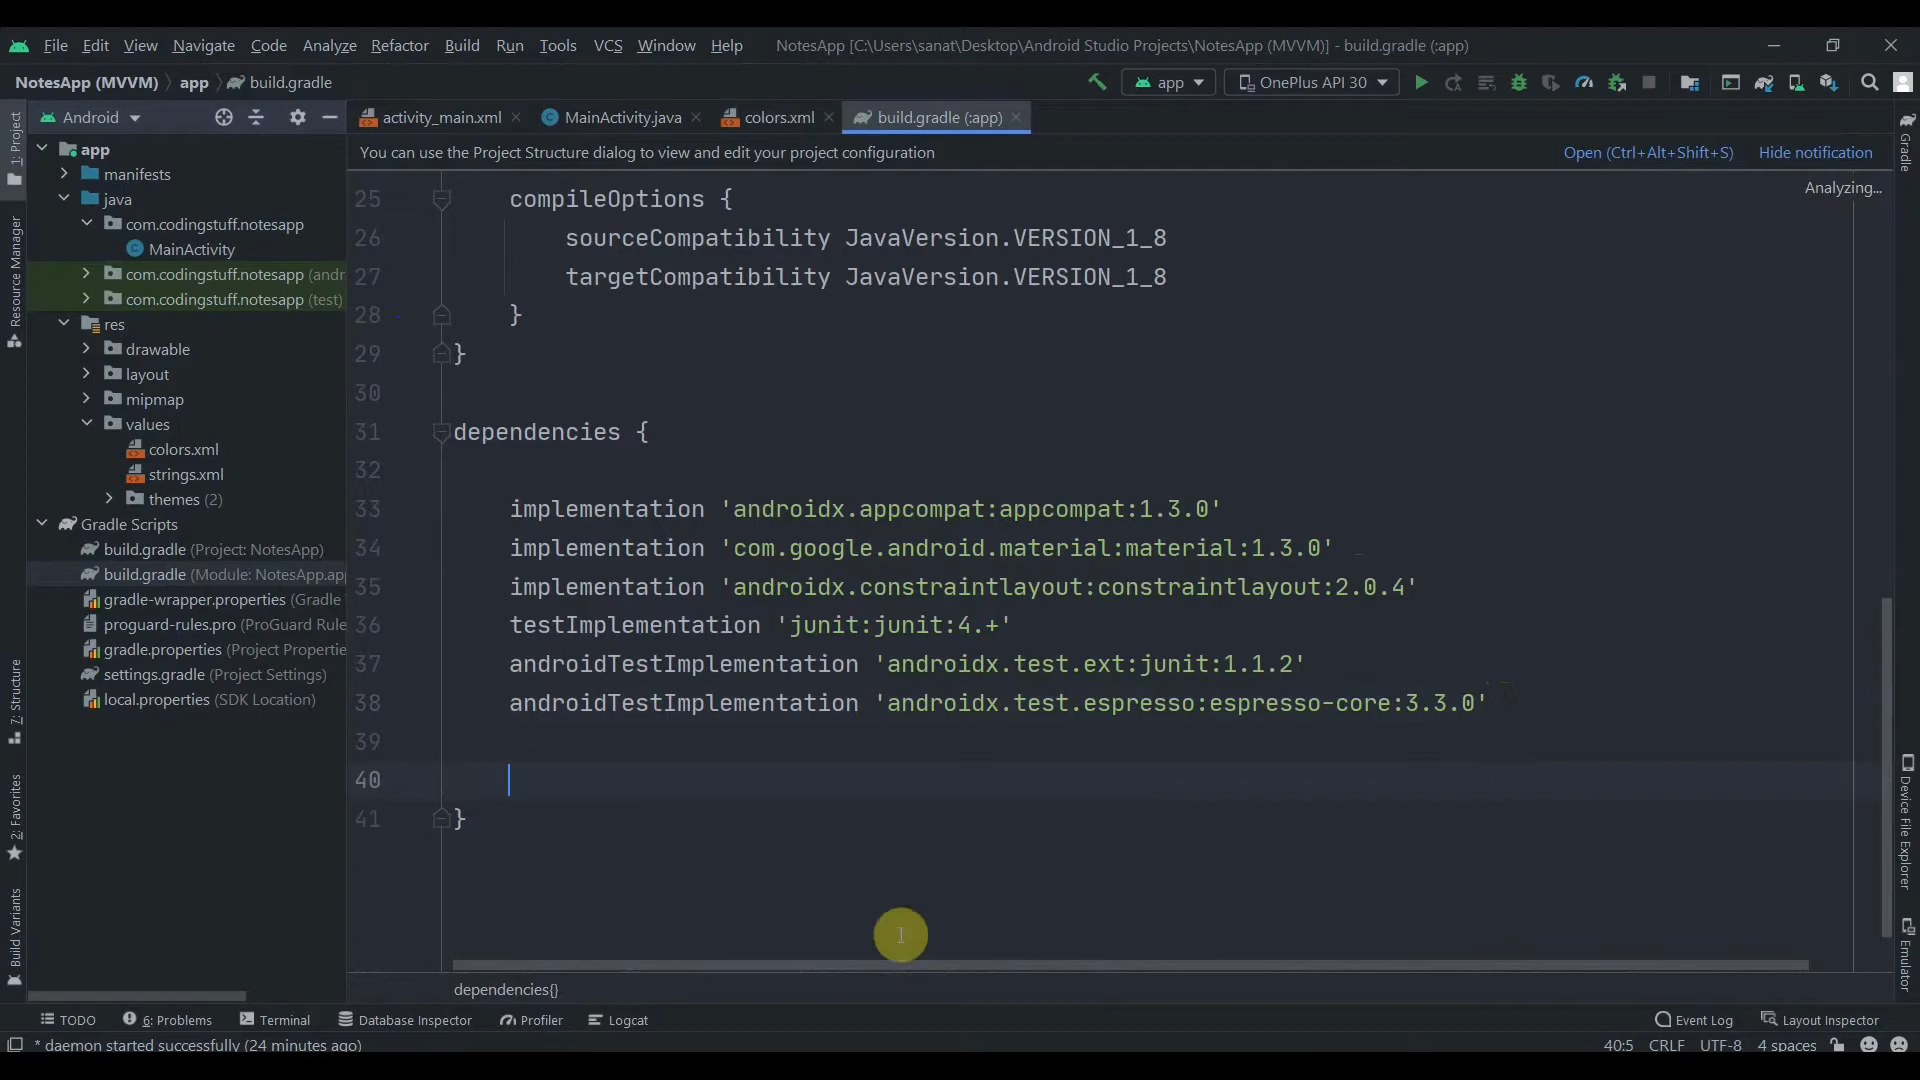 File Edit View Navigate Code Analyze Refactor Build Run Tools VCS Window Help NotesApp [C:\Users\sanat\Desktop\Android Studio Projects\NotesApp (MVVM)] - build.gradle (:app)
NotesApp (MVVM) app build.gradle
app OnePlus API 30
Android
activity_main.xml MainActivity.java colors.xml build.gradle (:app)
You can use the Project Structure dialog to view and edit your project configuration Open (Ctrl+Alt+Shift+S) Hide notification
Analyzing...
1: Project
Resource Manager
7: Structure
2: Favorites
Build Variants
app
manifests
java
com.codingstuff.notesapp
MainActivity
com.codingstuff.notesapp (andr
com.codingstuff.notesapp (test)
res
drawable
layout
mipmap
values
colors.xml
strings.xml
themes (2)
Gradle Scripts
build.gradle (Project: NotesApp)
build.gradle (Module: NotesApp.app
gradle-wrapper.properties (Gradle
proguard-rules.pro (ProGuard Rule
gradle.properties (Project Propertie
settings.gradle (Project Settings)
local.properties (SDK Location)
25 compileOptions {
26 sourceCompatibility JavaVersion.VERSION_1_8
27 targetCompatibility JavaVersion.VERSION_1_8
28 }
29 }
30
31 dependencies {
32
33 implementation 'androidx.appcompat:appcompat:1.3.0'
34 implementation 'com.google.android.material:material:1.3.0'
35 implementation 'androidx.constraintlayout:constraintlayout:2.0.4'
36 testImplementation 'junit:junit:4.+'
37 androidTestImplementation 'androidx.test.ext:junit:1.1.2'
38 androidTestImplementation 'androidx.test.espresso:espresso-core:3.3.0'
39
40
41 }
dependencies{}
Gradle
Device File Explorer
Emulator
TODO 6: Problems Terminal Database Inspector Profiler Logcat Event Log Layout Inspector
* daemon started successfully (24 minutes ago) 40:5 CRLF UTF-8 4 spaces